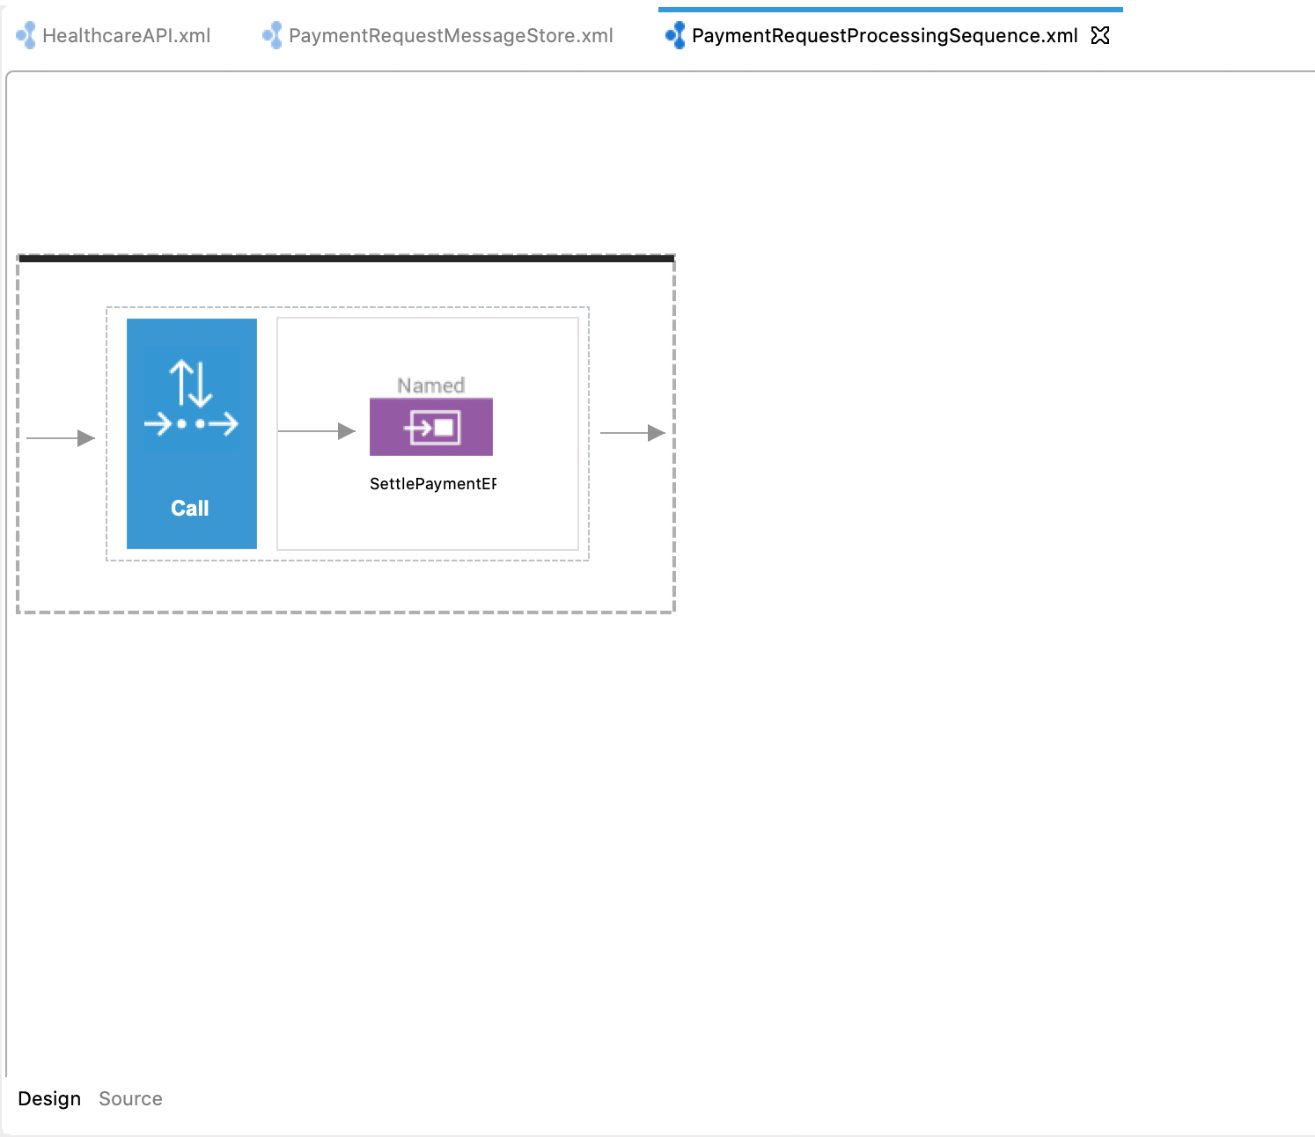 HealthcareAPI.xml PaymentRequestMessageStore.xml PaymentRequestProcessingSequence.xml
Named
SettlePaymentEP
Call
Design Source